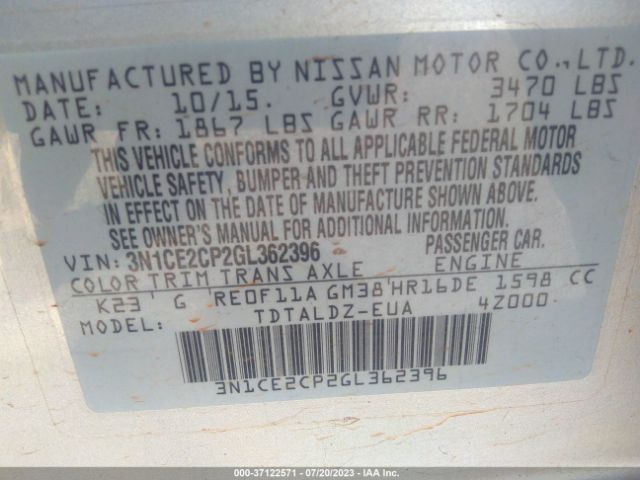 MANUFACTURED BY NISSAN MOTOR CO., LTD.
DATE: 10/15. GVWR: 3470 LBS
GAWR FR: 1867 LBS GAWR RR: 1704 LBS
THIS VEHICLE CONFORMS TO ALL APPLICABLE FEDERAL MOTOR
VEHICLE SAFETY, BUMPER AND THEFT PREVENTION STANDARDS
IN EFFECT ON THE DATE OF MANUFACTURE SHOWN ABOVE.
SEE OWNER'S MANUAL FOR ADDITIONAL INFORMATION.
VIN: 3N1CE2CP2GL362396 PASSENGER CAR.
COLOR TRIM TRANS AXLE ENGINE
K23 G RE0F11A GM38 HR16DE 1598 CC
MODEL: TDTALDZ-EUA 4Z000
3N1CE2CP2GL362396
000-37122571 - 07/20/2023 - IAA Inc.